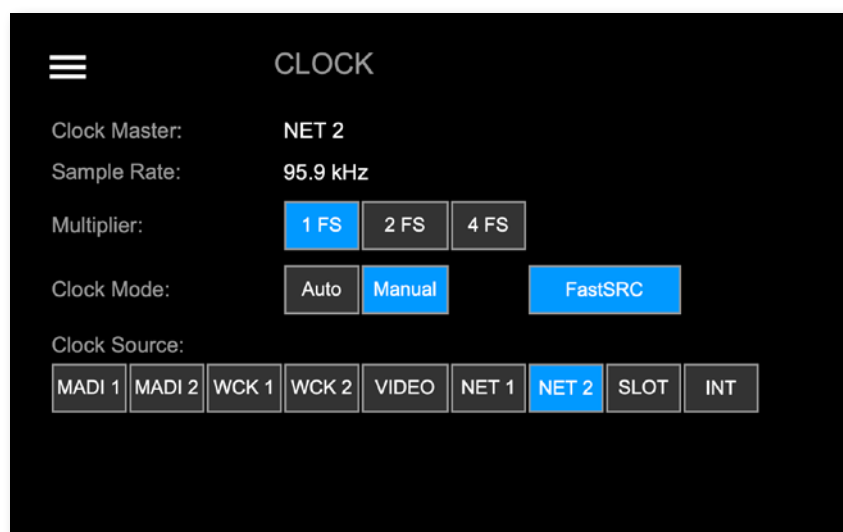 CLOCK
Clock Master: NET 2
Sample Rate: 95.9 kHz
Multiplier: 1 FS 2 FS 4 FS
Clock Mode: Auto Manual FastSRC
Clock Source:
MADI 1 MADI 2 WCK 1 WCK 2 VIDEO NET 1 NET 2 SLOT INT